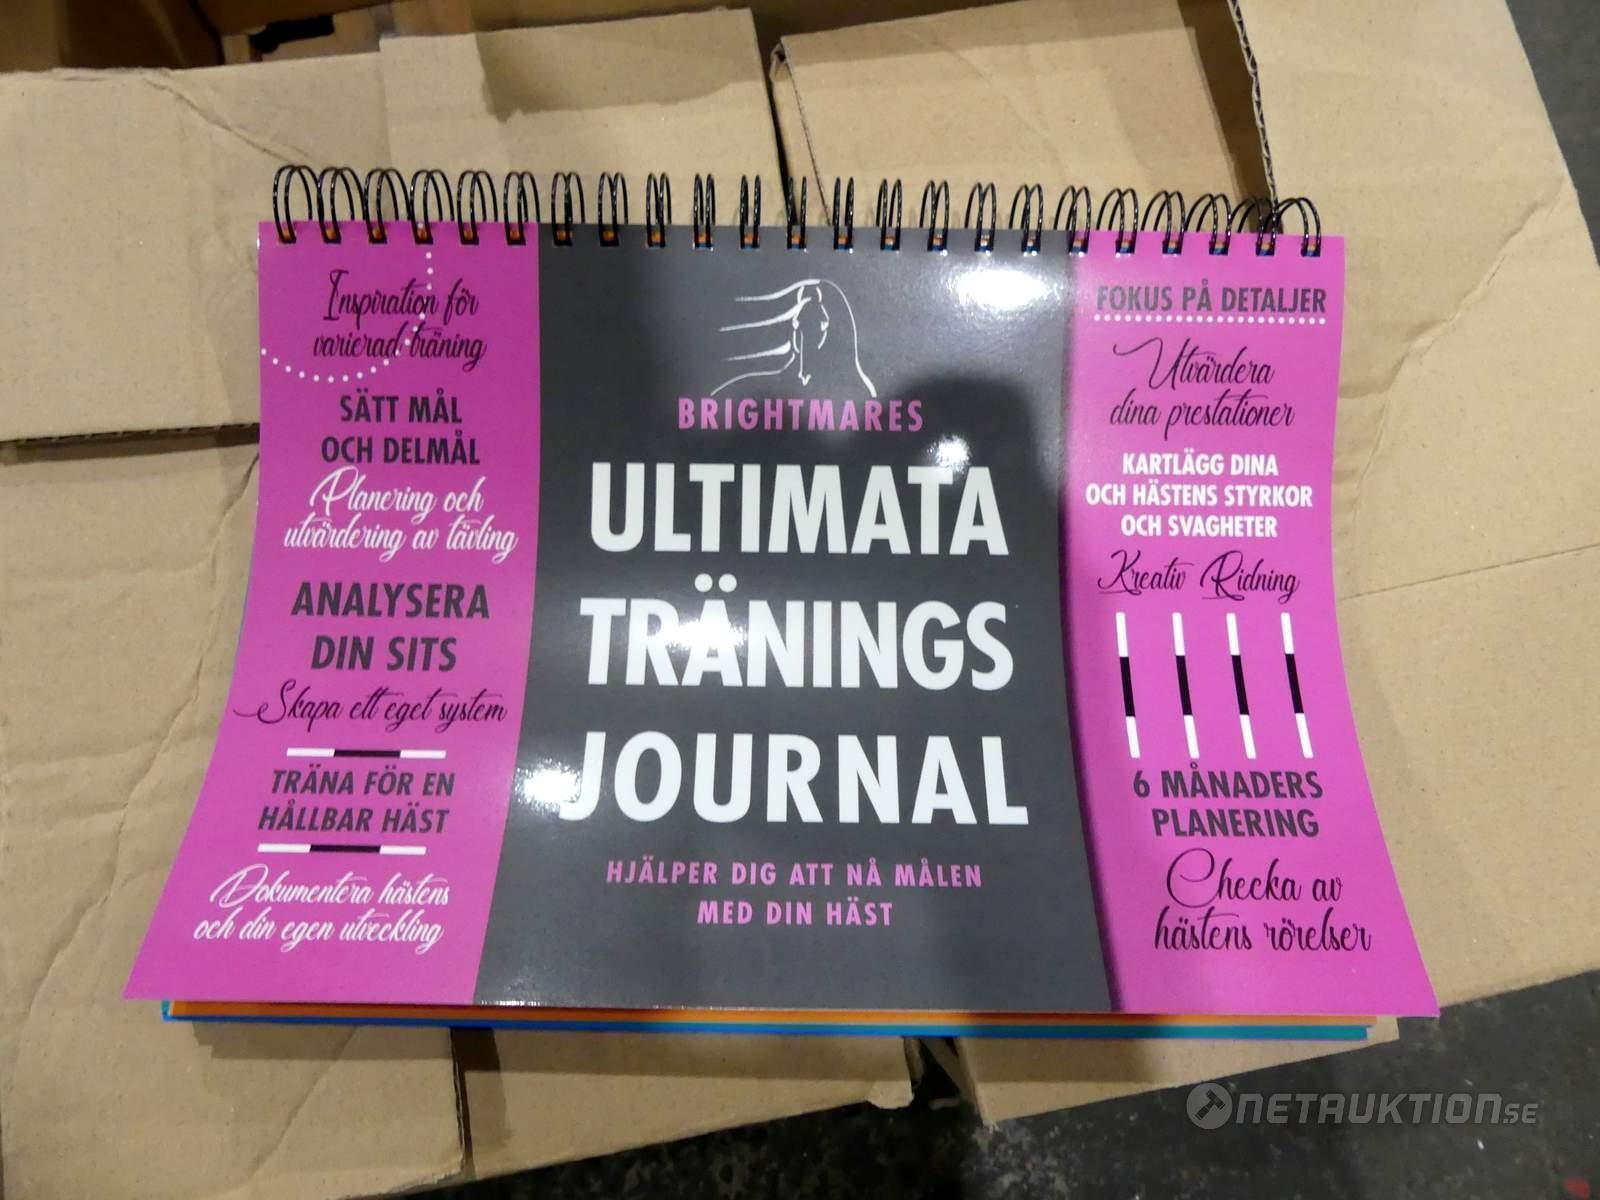 Inspiration för
varierad träning
SÄTT MÅL
OCH DELMÅL
Planering och
utvärdering av tävling
ANALYSERA
DIN SITS
Skapa ett eget system
TRÄNA FÖR EN
HÅLLBAR HÄST
Dokumentera hästens
och din egen utveckling
BRIGHTMARES
ULTIMATA
TRÄNINGS
JOURNAL
HJÄLPER DIG ATT NÅ MÅLEN
MED DIN HÄST
FOKUS PÅ DETALJER
Utvärdera
dina prestationer
KARTLÄGG DINA
OCH HÄSTENS STYRKOR
OCH SVAGHETER
Kreativ Ridning
6 MÅNADERS
PLANERING
Checka av
hästens rörelser
NETAUKTION.SE